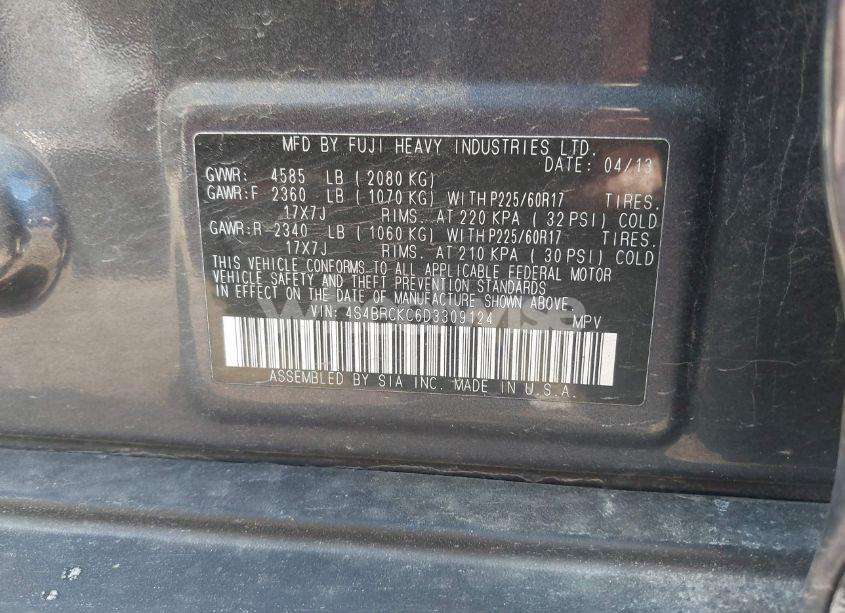 MFD BY FUJI HEAVY INDUSTRIES LTD.
DATE: 04/13
GVWR: 4585 LB (2080 KG)
GAWR:F 2360 LB (1070 KG) WITH P225/60R17 TIRES.
17X7J RIMS. AT 220 KPA (32 PSI) COLD
GAWR:R 2340 LB (1060 KG) WITH P225/60R17 TIRES.
17X7J RIMS. AT 210 KPA (30 PSI) COLD
THIS VEHICLE CONFORMS TO ALL APPLICABLE FEDERAL MOTOR
VEHICLE SAFETY AND THEFT PREVENTION STANDARDS
IN EFFECT ON THE DATE OF MANUFACTURE SHOWN ABOVE.
VIN: 4S4BRCKC6D3309124 MPV
ASSEMBLED BY SIA INC. MADE IN U.S.A.